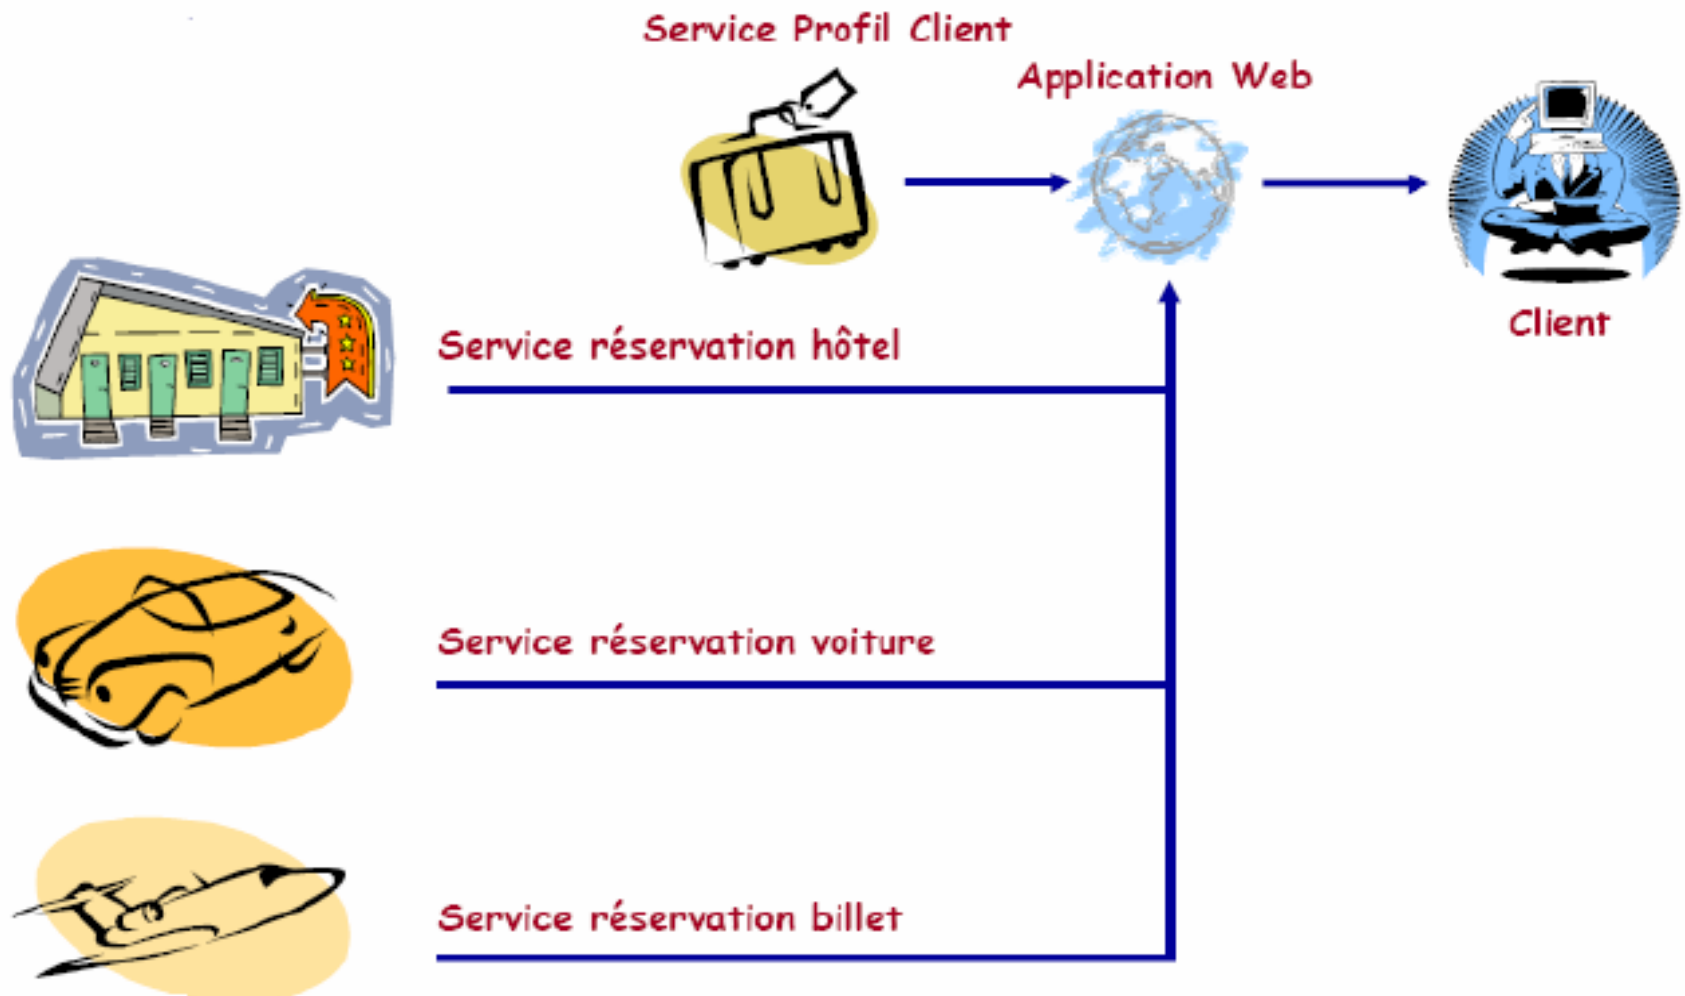 Service Profil Client
Application Web
Client
Service réservation hôtel
Service réservation voiture
Service réservation billet